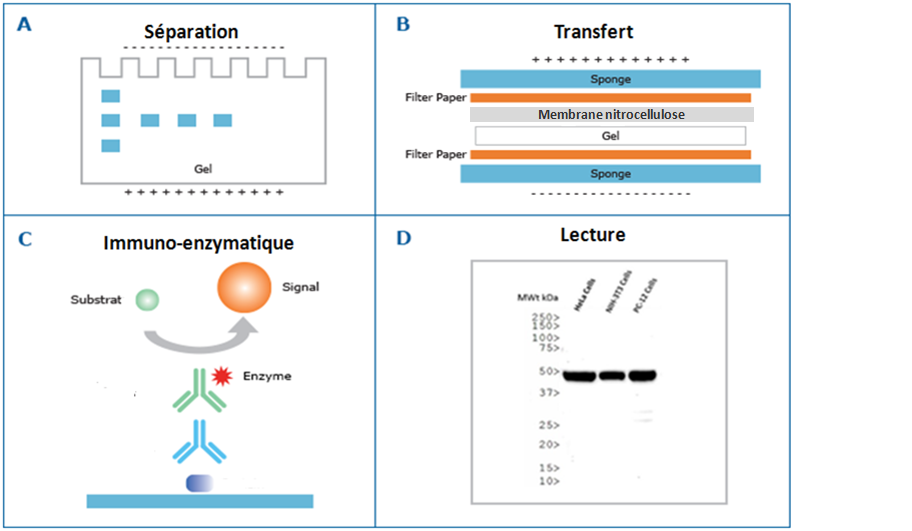 A
Séparation
- - - - - - - - - - - - - - - - -
Gel
+ + + + + + + + + + + + +
B
Transfert
+ + + + + + + + + + + + +
Sponge
Filter Paper
Membrane nitrocellulose
Gel
Filter Paper
Sponge
- - - - - - - - - - - - - - - - -
C
Immuno-enzymatique
Substrat
Signal
Enzyme
D
Lecture
MWt kDa
HeLa Cells
NIH-3T3 Cells
PC-12 Cells
250>
150>
100>
75>
50>
37>
25>
20>
15>
10>